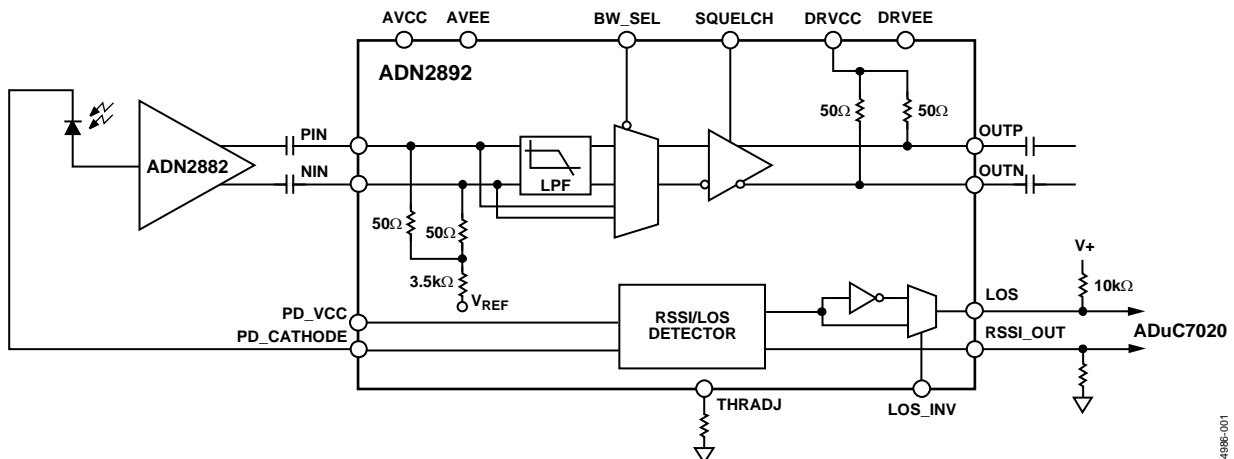 AVCC AVEE BW_SEL SQUELCH DRVCC DRVEE
ADN2892
50Ω 50Ω
PIN OUTP
ADN2882
NIN LPF OUTN
50Ω 50Ω
3.5kΩ V+
VREF 10kΩ
PD_VCC RSSI/LOS DETECTOR LOS
PD_CATHODE RSSI_OUT ADuC7020
THRADJ LOS_INV
4986-001